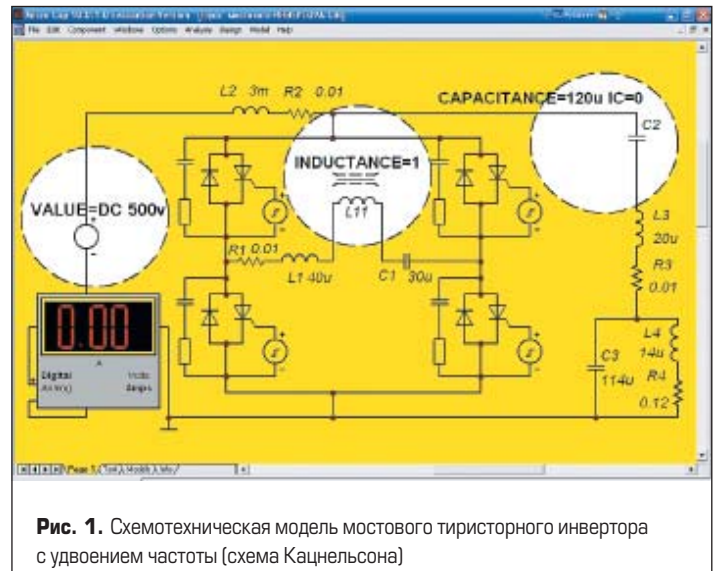 File Edit Component Windows Options Analysis Design Model Help
L2 3m R2 0.01
CAPACITANCE=120u IC=0
C2
INDUCTANCE=1
VALUE=DC 500v
L11
L3
20u
R1 0.01
L1 40u
C1 30u
R3
0.01
0.00
A
Digital
Volts
Amps
L4
14u
C3
114u
R4
0.12
Рис. 1. Схемотехническая модель мостового тиристорного инвертора
с удвоением частоты (схема Кацнельсона)